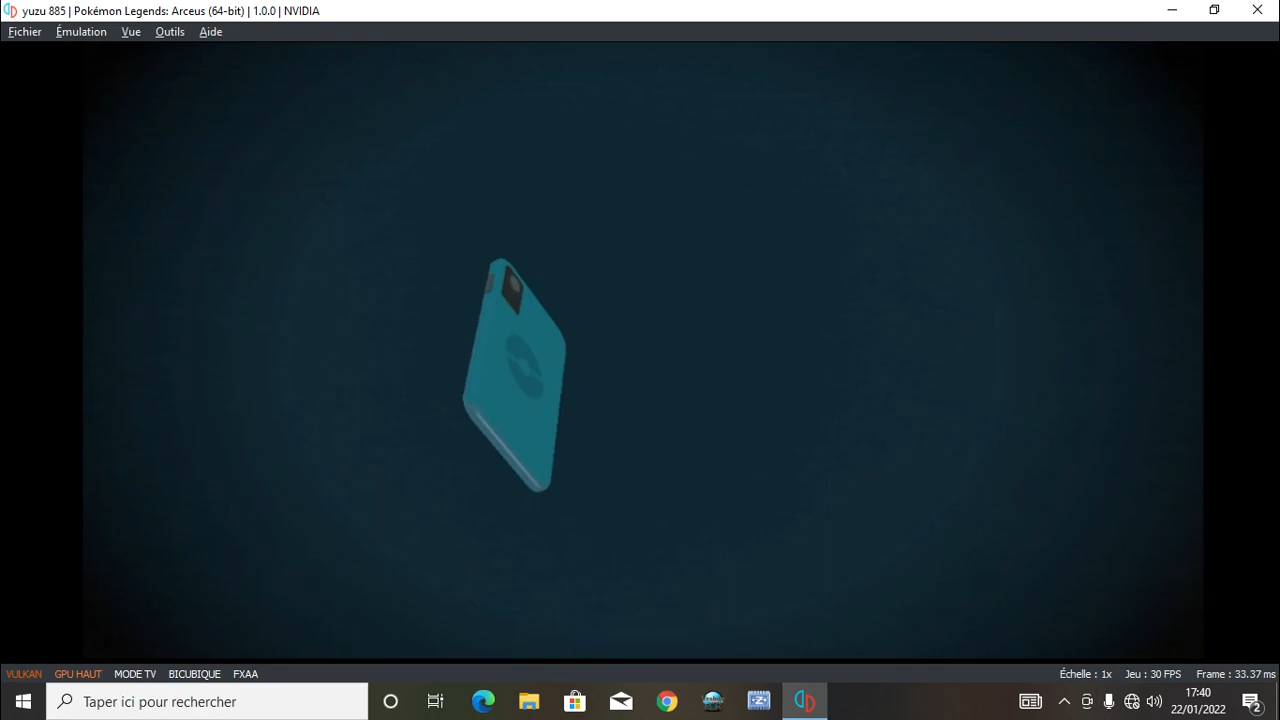 yuzu 885 | Pokémon Legends: Arceus (64-bit) | 1.0.0 | NVIDIA
Fichier Émulation Vue Outils Aide
VULKAN GPU HAUT MODE TV BICUBIQUE FXAA Échelle : 1x Jeu : 30 FPS Frame : 33.37 ms
Taper ici pour rechercher
17:40
22/01/2022
2